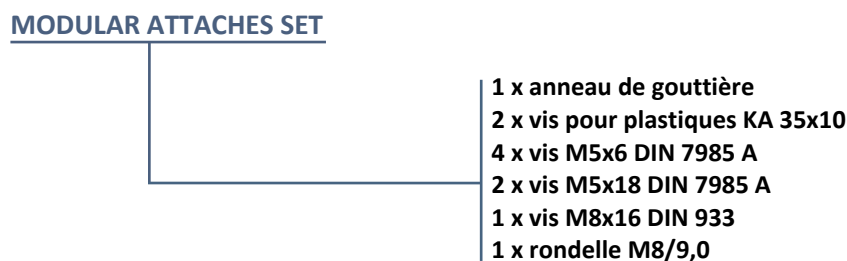 MODULAR ATTACHES SET
1 x anneau de gouttière
2 x vis pour plastiques KA 35x10
4 x vis M5x6 DIN 7985 A
2 x vis M5x18 DIN 7985 A
1 x vis M8x16 DIN 933
1 x rondelle M8/9,0